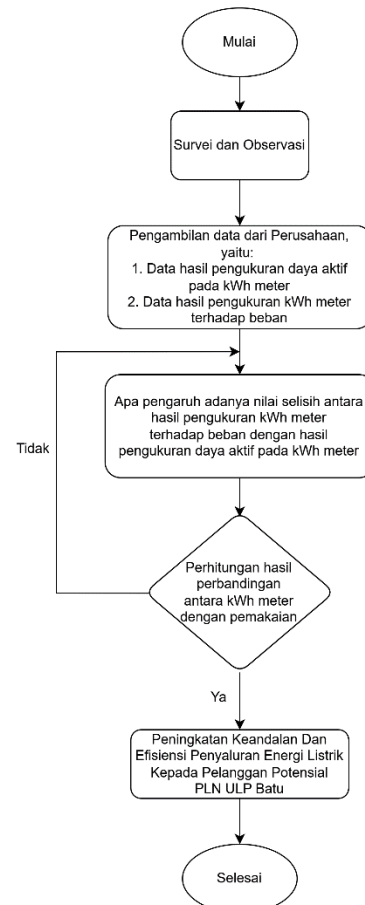 Mulai
Survei dan Observasi
Pengambilan data dari Perusahaan,
yaitu:
1. Data hasil pengukuran daya aktif
pada kWh meter
2. Data hasil pengukuran kWh meter
terhadap beban
Apa pengaruh adanya nilai selisih antara
hasil pengukuran kWh meter
terhadap beban dengan hasil
pengukuran daya aktif pada kWh meter
Tidak
Perhitungan hasil
perbandingan
antara kWh meter
dengan pemakaian
Ya
Peningkatan Keandalan Dan
Efisiensi Penyaluran Energi Listrik
Kepada Pelanggan Potensial
PLN ULP Batu
Selesai